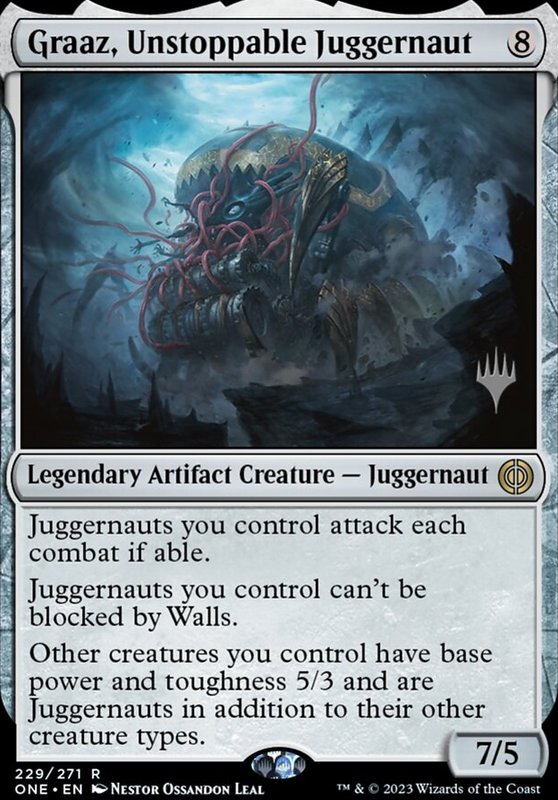 Graaz, Unstoppable Juggernaut 8
Legendary Artifact Creature — Juggernaut
Juggernauts you control attack each
combat if able.
Juggernauts you control can't be
blocked by Walls.
Other creatures you control have base
power and toughness 5/3 and are
Juggernauts in addition to their other
creature types.
7/5
229/271 R
ONE • EN Nestor Ossandon Leal
™ & © 2023 Wizards of the Coast